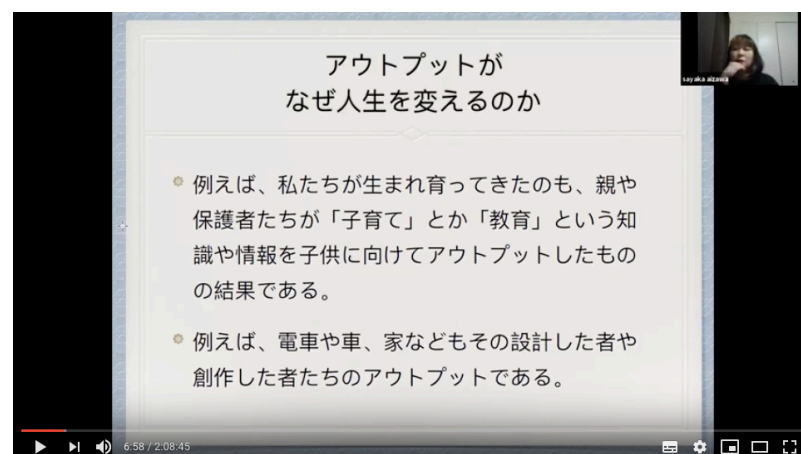 アウトプットが
なぜ人生を変えるのか
sayaka aizawa
例えば、私たちが生まれ育ってきたのも、親や
保護者たちが「子育て」とか「教育」という知
識や情報を子供に向けてアウトプットしたもの
の結果である。
例えば、電車や車、家などもその設計した者や
創作した者たちのアウトプットである。
6:58 / 2:08:45